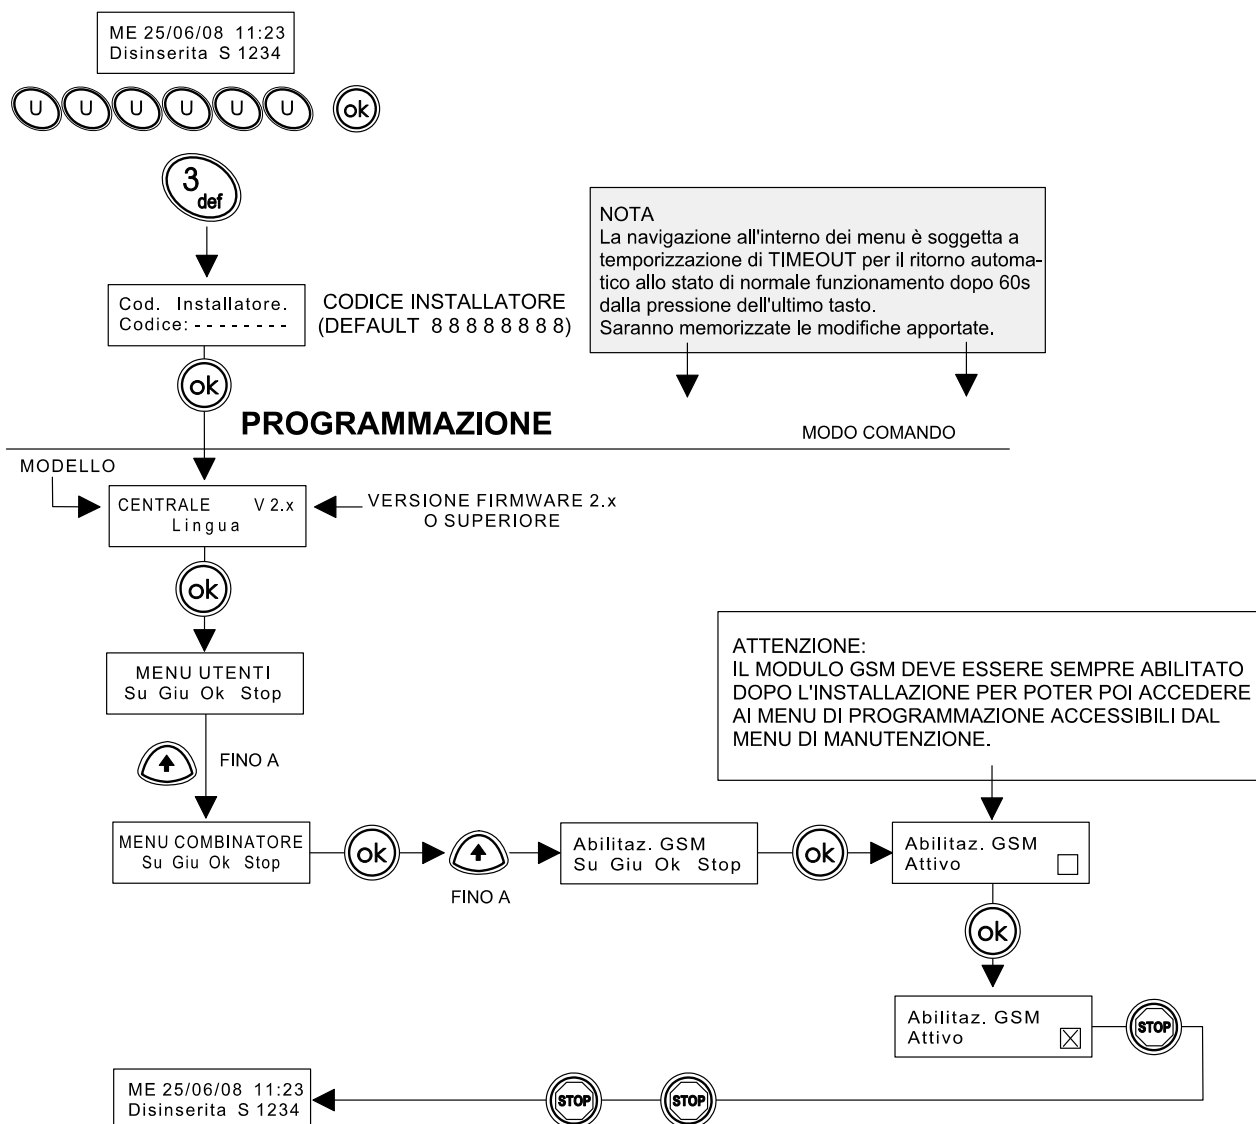 ME 25/06/08 11:23
Disinserita S 1234
U U U U U U ok
3 def
NOTA
La navigazione all'interno dei menu è soggetta a
temporizzazione di TIMEOUT per il ritorno automa-
tico allo stato di normale funzionamento dopo 60s
dalla pressione dell'ultimo tasto.
Saranno memorizzate le modifiche apportate.
Cod. Installatore.
Codice: - - - - - - - -
CODICE INSTALLATORE
(DEFAULT 8 8 8 8 8 8 8 8)
ok
PROGRAMMAZIONE
MODO COMANDO
MODELLO
CENTRALE V 2.x
Lingua
VERSIONE FIRMWARE 2.x
O SUPERIORE
ok
MENU UTENTI
Su Giu Ok Stop
FINO A
ATTENZIONE:
IL MODULO GSM DEVE ESSERE SEMPRE ABILITATO
DOPO L'INSTALLAZIONE PER POTER POI ACCEDERE
AI MENU DI PROGRAMMAZIONE ACCESSIBILI DAL
MENU DI MANUTENZIONE.
MENU COMBINATORE
Su Giu Ok Stop
ok
FINO A
Abilitaz. GSM
Su Giu Ok Stop
ok
Abilitaz. GSM
Attivo
ok
Abilitaz. GSM
Attivo
STOP
STOP
STOP
ME 25/06/08 11:23
Disinserita S 1234